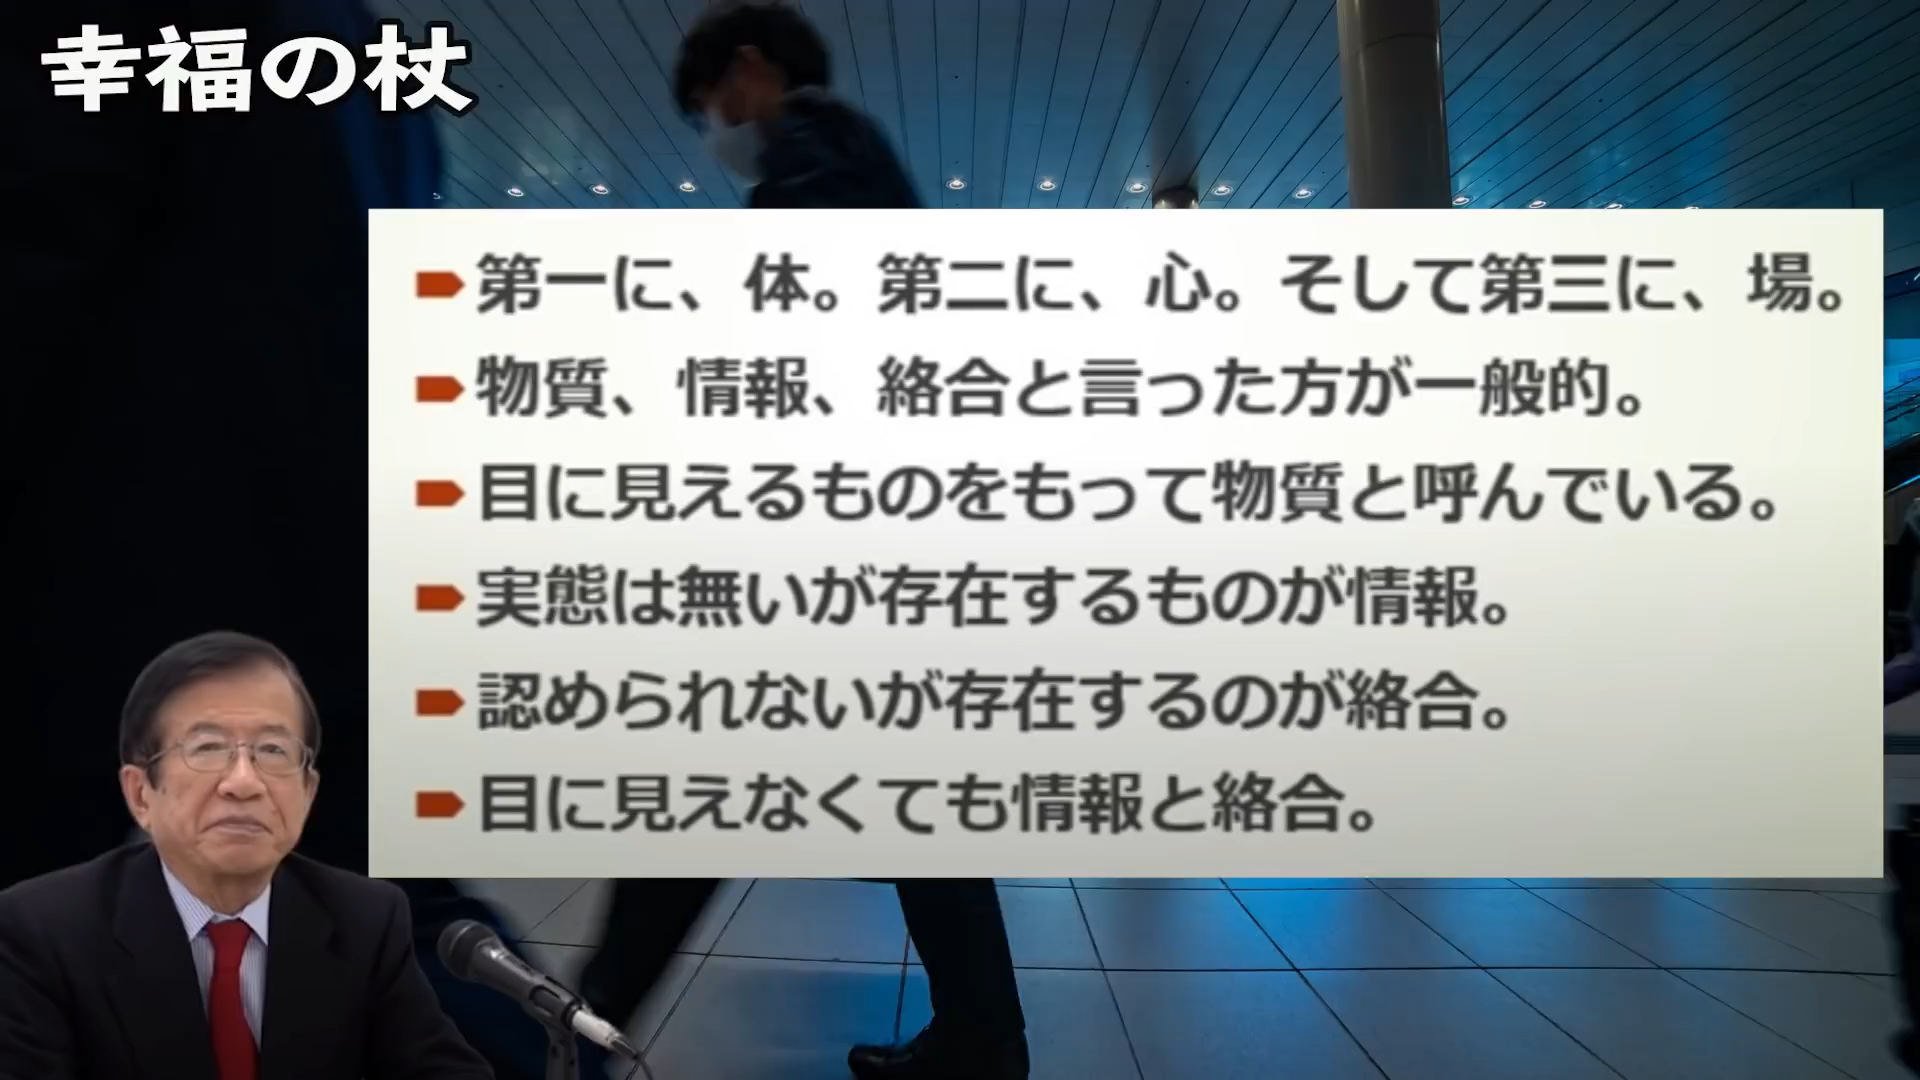 幸福の杖
第一に、体。第二に、心。そして第三に、場。
物質、情報、絡合と言った方が一般的。
目に見えるものをもって物質と呼んでいる。
実態は無いが存在するものが情報。
認められないが存在するのが絡合。
目に見えなくても情報と絡合。